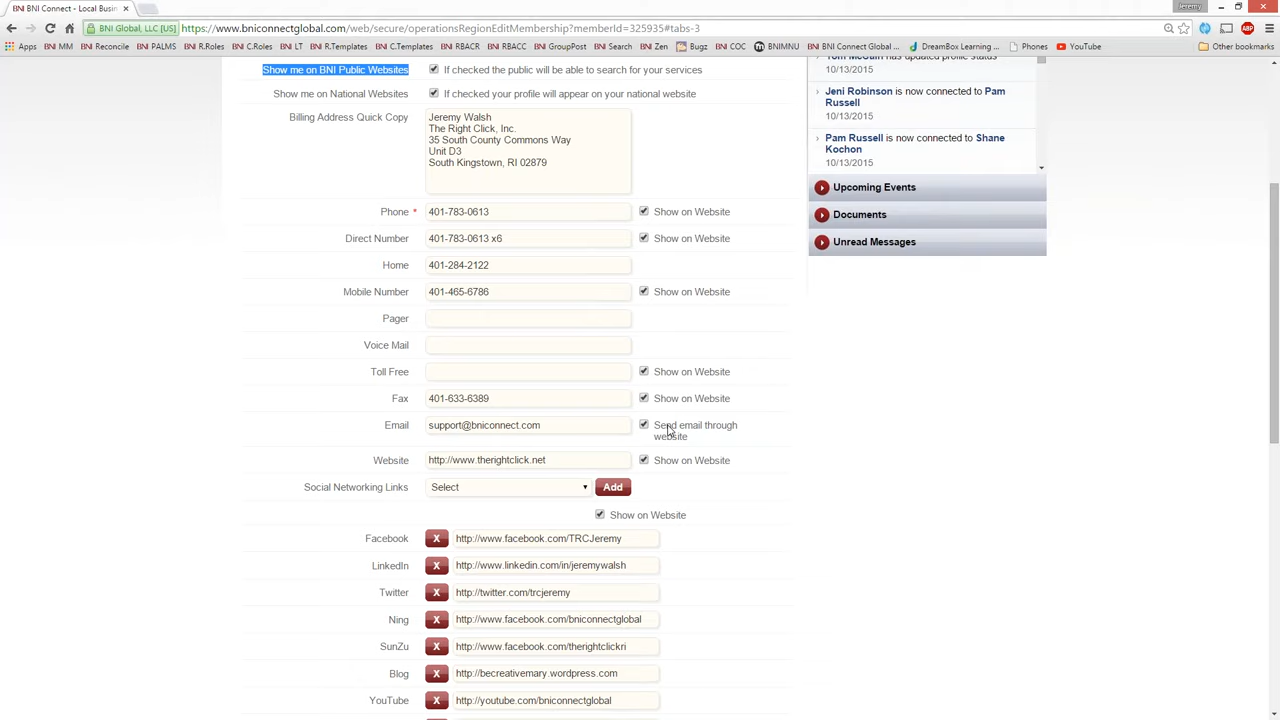 BNI BNI Connect - Local Busin
Jeremy
BNI Global, LLC [US] https://www.bniconnectglobal.com/web/secure/operationsRegionEditMembership?memberId=325935#tabs-3
Apps BNI MM BNI Reconcile BNI PALMS BNI R.Roles BNI C.Roles BNI LT BNI R.Templates BNI C.Templates BNI RBACR BNI RBACC BNI GroupPost BNI Search BNI Zen Bugz BNI COC BNIMNU BNI BNI Connect Global ... DreamBox Learning ... Phones YouTube Other bookmarks
Show me on BNI Public Websites If checked the public will be able to search for your services
Show me on National Websites If checked your profile will appear on your national website
Billing Address Quick Copy
Jeremy Walsh
The Right Click, Inc.
35 South County Commons Way
Unit D3
South Kingstown, RI 02879
Phone * 401-783-0613 Show on Website
Direct Number 401-783-0613 x6 Show on Website
Home 401-284-2122
Mobile Number 401-465-6786 Show on Website
Pager
Voice Mail
Toll Free Show on Website
Fax 401-633-6389 Show on Website
Email support@bniconnect.com Send email through
website
Website http://www.therightclick.net Show on Website
Social Networking Links Select Add
Show on Website
Facebook X http://www.facebook.com/TRCJeremy
LinkedIn X http://www.linkedin.com/in/jeremywalsh
Twitter X http://twitter.com/trcjeremy
Ning X http://www.facebook.com/bniconnectglobal
SunZu X http://www.facebook.com/therightclickri
Blog X http://becreativemary.wordpress.com
YouTube X http://youtube.com/bniconnectglobal
Tom McCain has updated profile status
10/13/2015
Jeni Robinson is now connected to Pam
Russell
10/13/2015
Pam Russell is now connected to Shane
Kochon
10/13/2015
Upcoming Events
Documents
Unread Messages